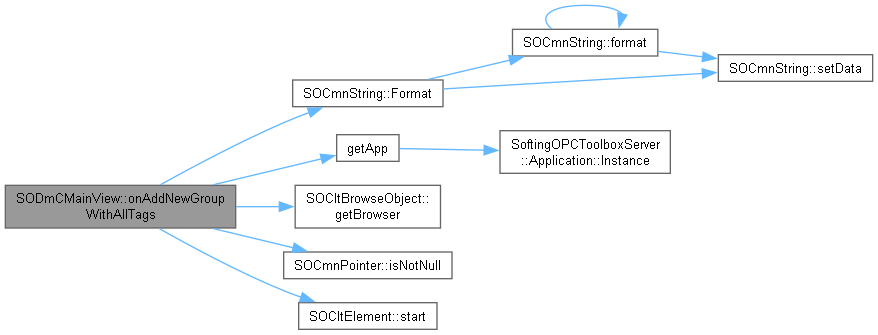 SOCmnString::format
SOCmnString::setData
SOCmnString::Format
getApp
SoftingOPCToolboxServer
::Application::Instance
SODmCMainView::onAddNewGroup
WithAllTags
SOCltBrowseObject::
getBrowser
SOCmnPointer::isNotNull
SOCltElement::start